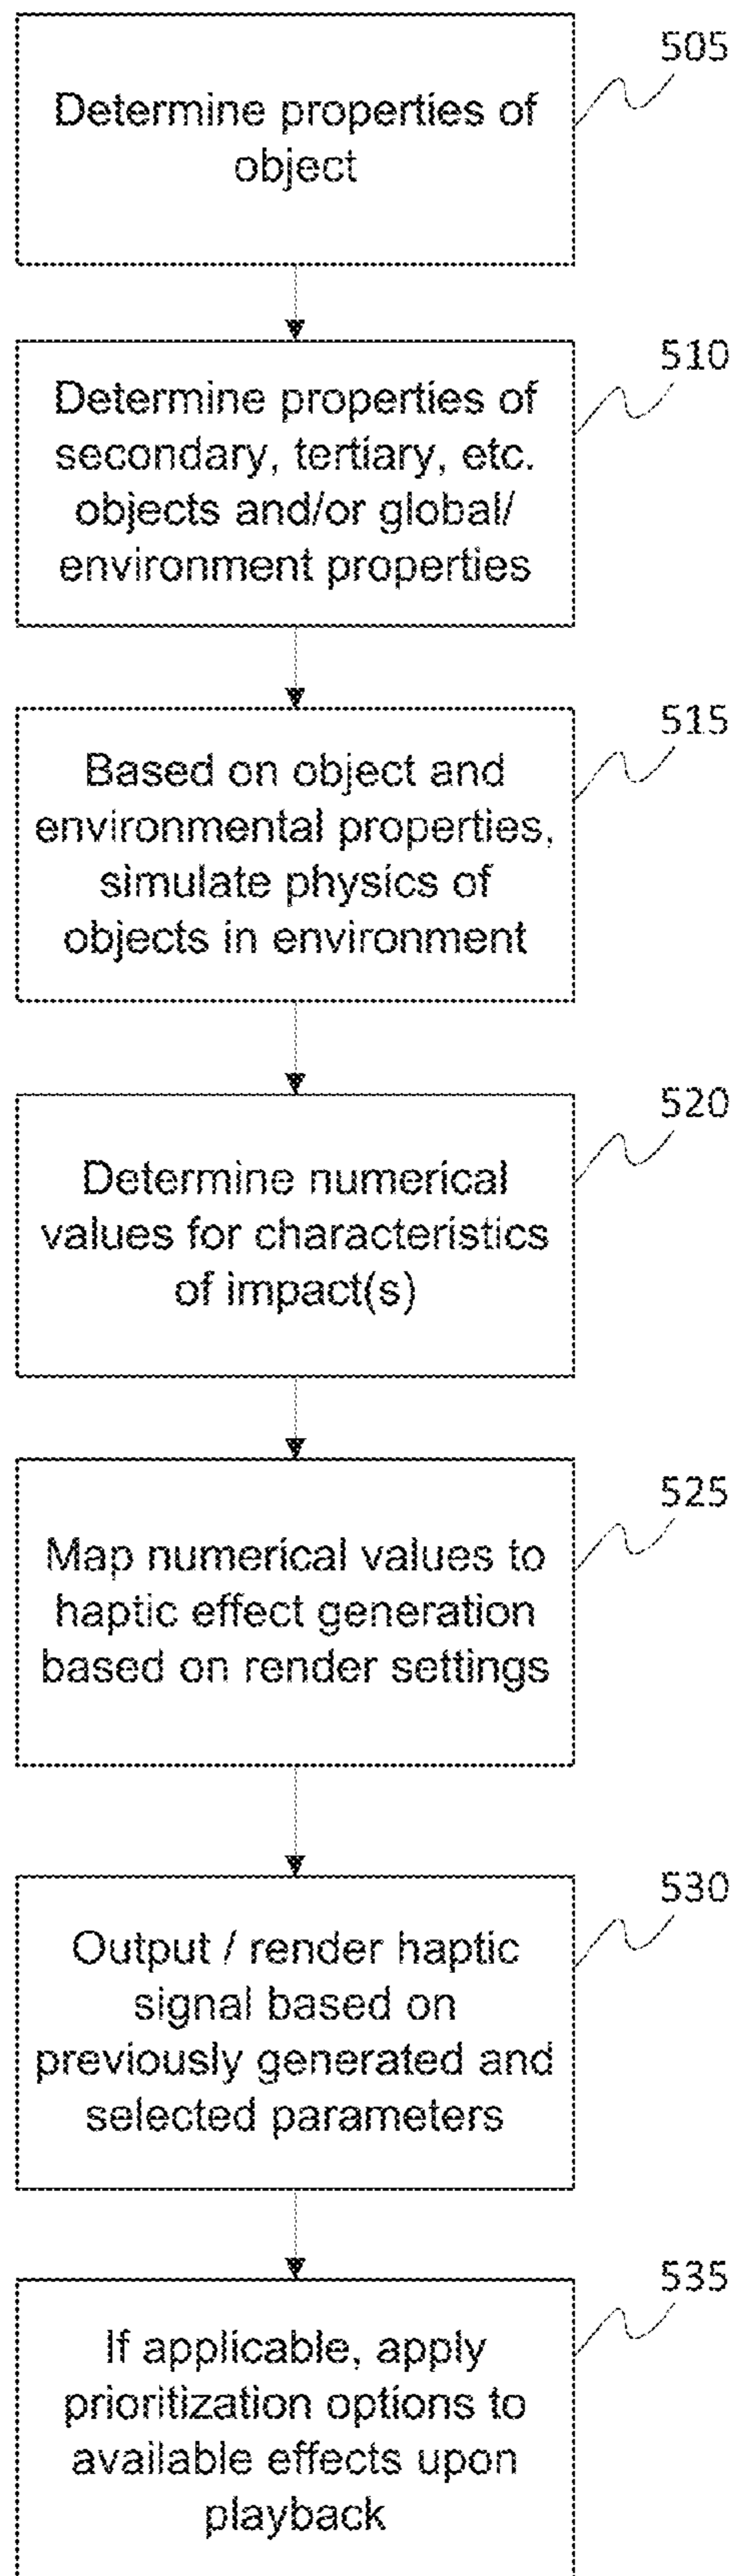 505
Determine properties of
object
510
Determine properties of
secondary, tertiary, etc.
objects and/or global/
environment properties
515
Based on object and
environmental properties,
simulate physics of
objects in environment
520
Determine numerical
values for characteristics
of impact(s)
525
Map numerical values to
haptic effect generation
based on render settings
530
Output / render haptic
signal based on
previously generated and
selected parameters
535
If applicable, apply
prioritization options to
available effects upon
playback